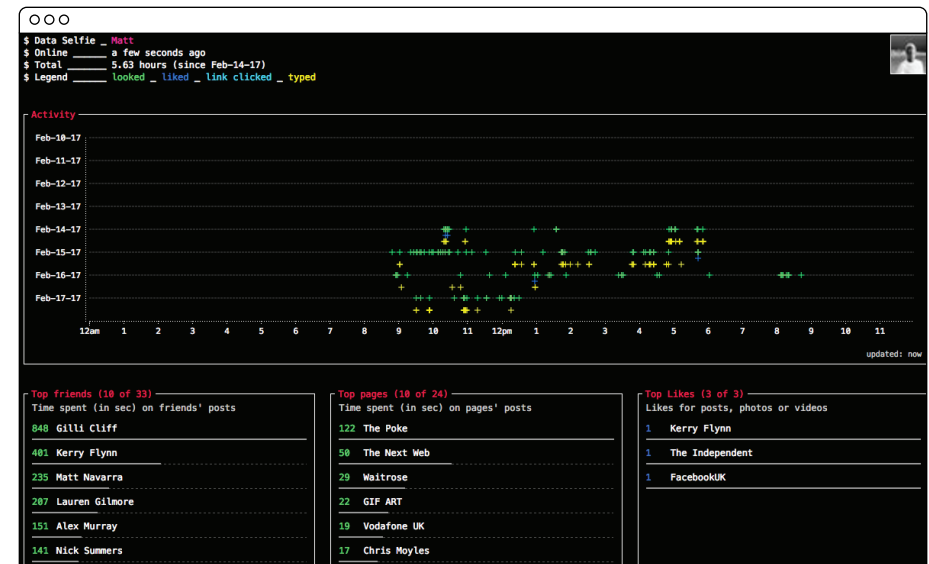 $ Data Selfie _ Matt
$ Online ______ a few seconds ago
$ Total _______ 5.63 hours (since Feb-14-17)
$ Legend ______ looked _ liked _ link clicked _ typed
Activity
Feb-10-17
Feb-11-17
Feb-12-17
Feb-13-17
Feb-14-17
Feb-15-17
Feb-16-17
Feb-17-17
12am 1 2 3 4 5 6 7 8 9 10 11 12pm 1 2 3 4 5 6 7 8 9 10 11
updated: now
Top friends (10 of 33)
Time spent (in sec) on friends' posts
848 Gilli Cliff
401 Kerry Flynn
235 Matt Navarra
207 Lauren Gilmore
151 Alex Murray
141 Nick Summers
Top pages (10 of 24)
Time spent (in sec) on pages' posts
122 The Poke
50 The Next Web
29 Waitrose
22 GIF ART
19 Vodafone UK
17 Chris Moyles
Top Likes (3 of 3)
Likes for posts, photos or videos
1 Kerry Flynn
1 The Independent
1 FacebookUK